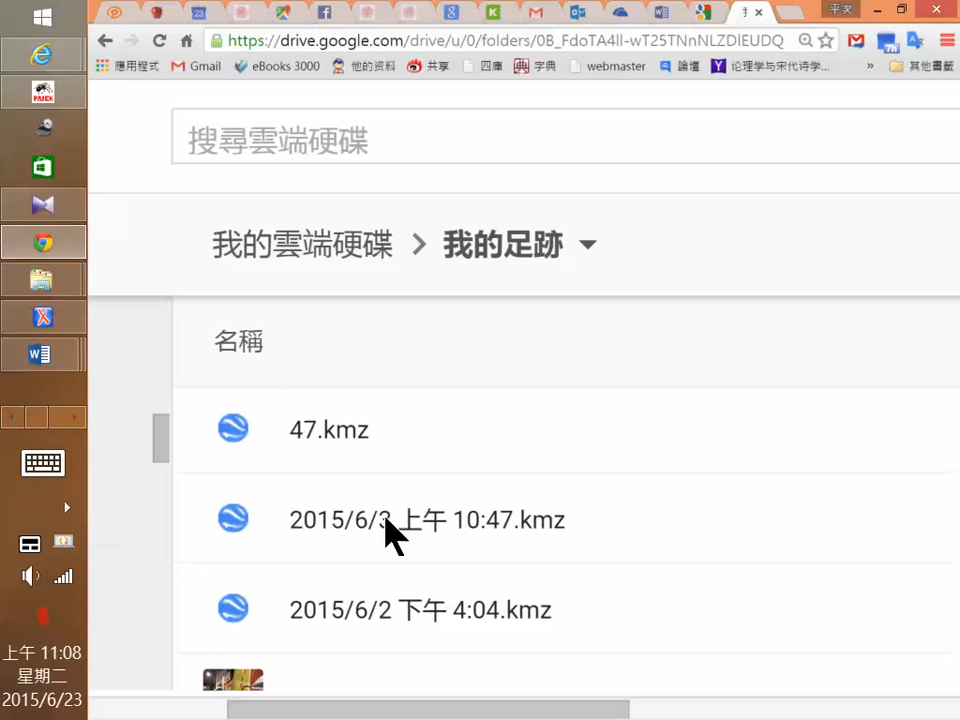 平次
https://drive.google.com/drive/u/0/folders/0B_FdoTA4ll-wT25TNnNLZDlEUDQ
應用程式 Gmail eBooks 3000 他的資料 共享 四庫 字典 webmaster 論壇 论理学与宋代诗学... » 其他書籤
搜尋雲端硬碟
我的雲端硬碟 > 我的足跡
名稱
47.kmz
2015/6/3 上午 10:47.kmz
2015/6/2 下午 4:04.kmz
上午 11:08
星期二
2015/6/23